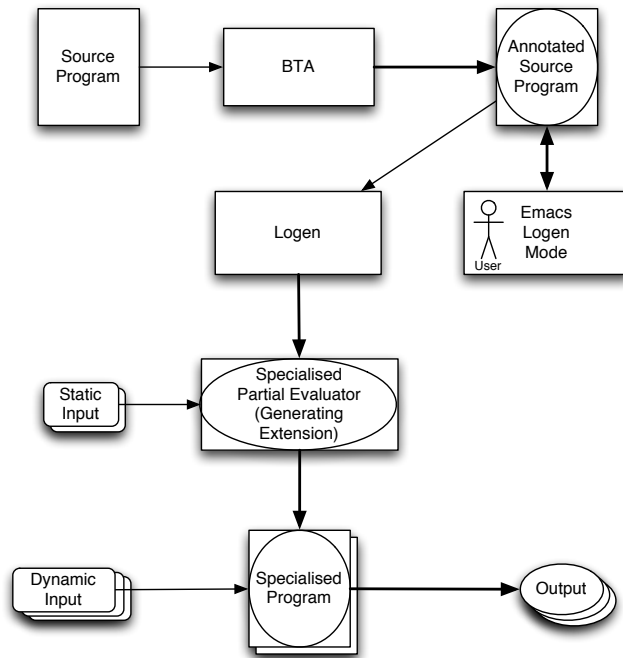 Source
Program
BTA
Annotated
Source
Program
Logen
Emacs
Logen
Mode
User
Static
Input
Specialised
Partial Evaluator
(Generating
Extension)
Dynamic
Input
Specialised
Program
Output